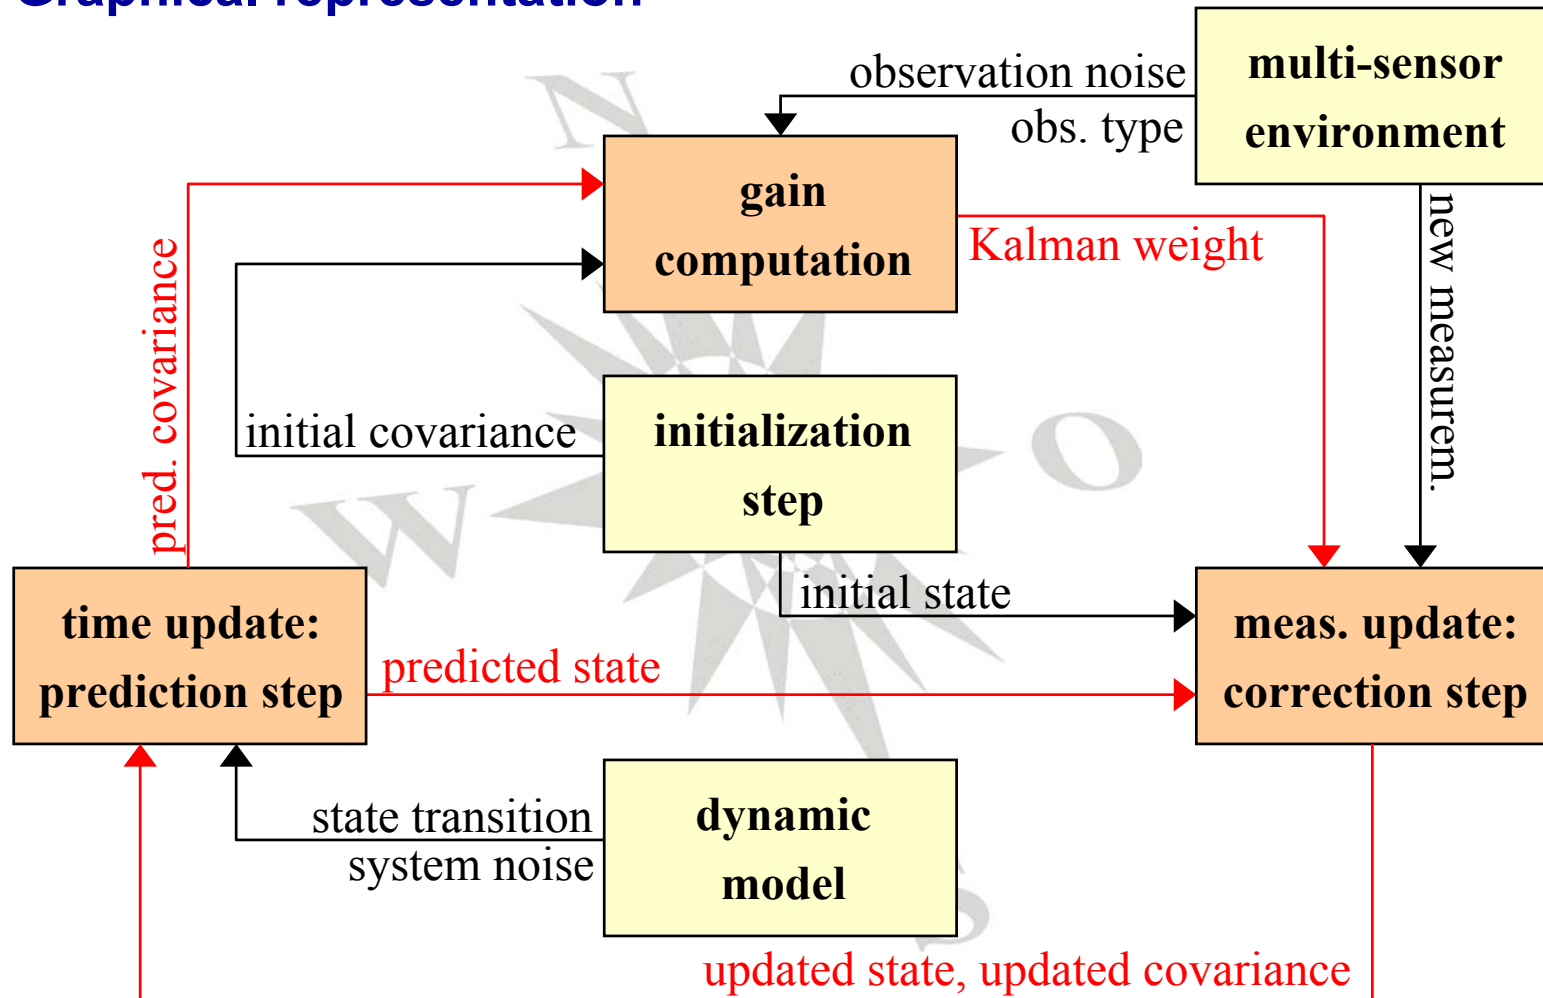 Graphical representation
observation noise
obs. type
multi-sensor
environment
gain
computation
Kalman weight
new measurem.
pred. covariance
initial covariance
initialization
step
initial state
time update:
prediction step
predicted state
meas. update:
correction step
state transition
system noise
dynamic
model
updated state, updated covariance
N
W
O
S